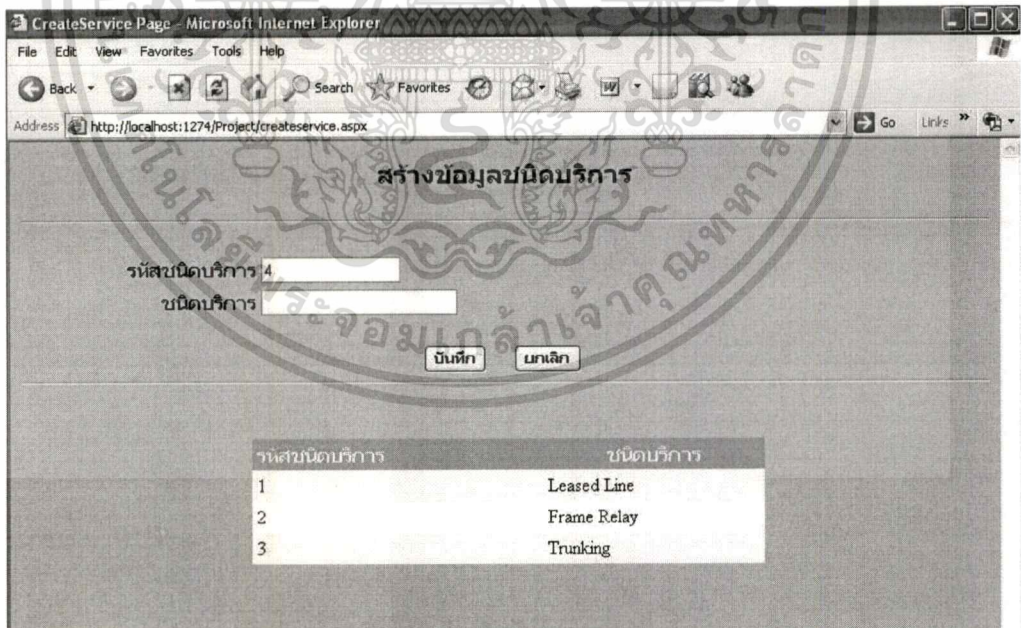 CreateService Page - Microsoft Internet Explorer
File Edit View Favorites Tools Help
Back Search Favorites
Address http://localhost:1274/Project/createservice.aspx Go Links »
สร้างข้อมูลชนิดบริการ
รหัสชนิดบริการ 4
ชนิดบริการ
บันทึก ยกเลิก
รหัสชนิดบริการ ชนิดบริการ
1 Leased Line
2 Frame Relay
3 Trunking